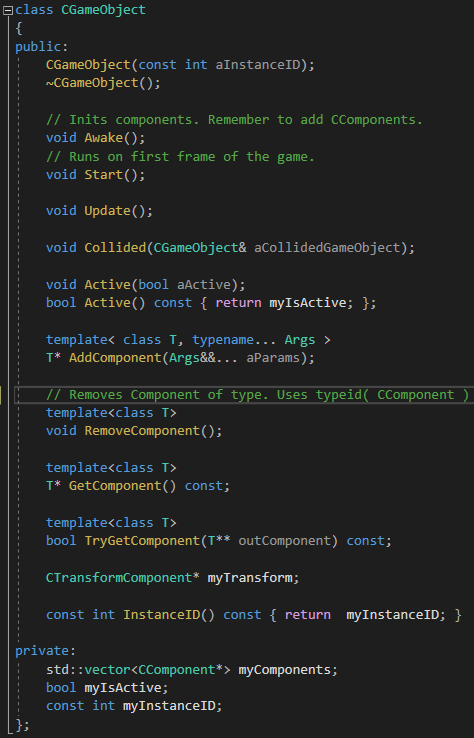 class CGameObject
{
public:
    CGameObject(const int aInstanceID);
    ~CGameObject();

    // Inits components. Remember to add CComponents.
    void Awake();
    // Runs on first frame of the game.
    void Start();

    void Update();

    void Collided(CGameObject& aCollidedGameObject);

    void Active(bool aActive);
    bool Active() const { return myIsActive; };

    template< class T, typename... Args >
    T* AddComponent(Args&&... aParams);

    // Removes Component of type. Uses typeid( CComponent )
    template<class T>
    void RemoveComponent();

    template<class T>
    T* GetComponent() const;

    template<class T>
    bool TryGetComponent(T** outComponent) const;

    CTransformComponent* myTransform;

    const int InstanceID() const { return  myInstanceID; }

private:
    std::vector<CComponent*> myComponents;
    bool myIsActive;
    const int myInstanceID;
};